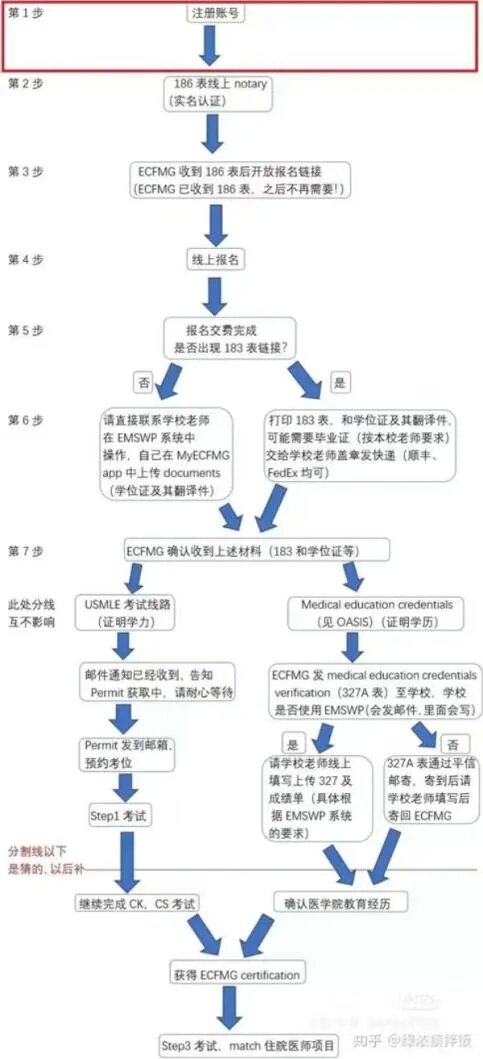 第 1 步
注册账号
第 2 步
186 表线上 notary
（实名认证）
第 3 步
ECFMG 收到 186 表后开放报名链接
（ECFMG 已收到 186 表，之后不再需要！）
第 4 步
线上报名
第 5 步
报名交费完成
是否出现 183 表链接？
否
是
第 6 步
请直接联系学校老师
在 EMSWP 系统中
操作，自己在 MyECFMG
app 中上传 documents
（学位证及其翻译件）
打印 183 表，和学位证及其翻译件，
可能需要毕业证（按本校老师要求）
交给学校老师盖章发快递（顺丰、
FedEx 均可）
第 7 步
ECFMG 确认收到上述材料（183 和学位证等）
此处分线
互不影响
USMLE 考试线路
（证明学力）
Medical education credentials
（见 OASIS）（证明学历）
邮件通知已经收到，告知
Permit 获取中，请耐心等待
ECFMG 发 medical education credentials
verification（327A 表）至学校，学校
是否使用 EMSWP（会发邮件，里面会写）
Permit 发到邮箱，
预约考位
是
否
请学校老师线上
填写上传 327 及
成绩单（具体根
据 EMSWP 系统
的要求）
327A 表通过平信
邮寄，寄到后请
学校老师填写后
寄回 ECFMG
Step1 考试
分割线以下
是猜的，以后补
继续完成 CK，CS 考试
确认医学院教育经历
获得 ECFMG certification
Step3 考试、match 住院医师项目
知乎